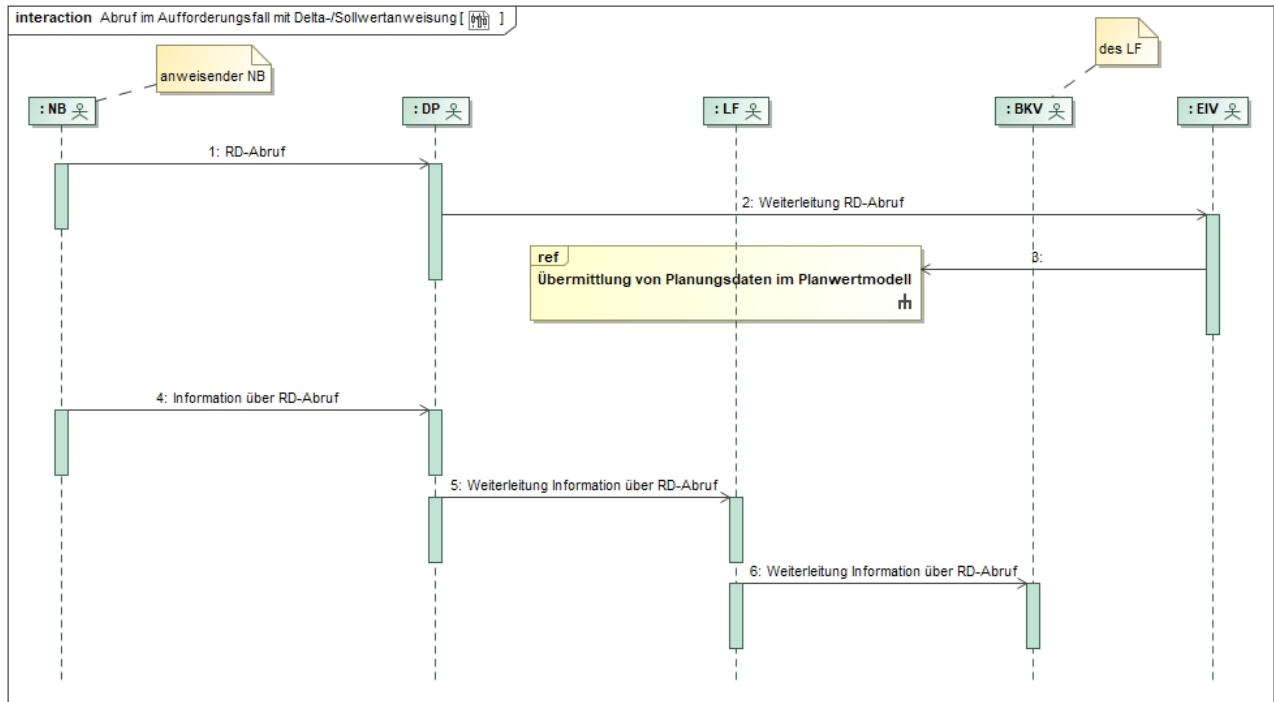 interaction Abruf im Aufforderungsfall mit Delta-/Sollwertanweisung [ ]
anweisender NB
des LF
: NB
: DP
: LF
: BKV
: EIV
1: RD-Abruf
2: Weiterleitung RD-Abruf
ref
Übermittlung von Planungsdaten im Planwertmodell
3:
4: Information über RD-Abruf
5: Weiterleitung Information über RD-Abruf
6: Weiterleitung Information über RD-Abruf